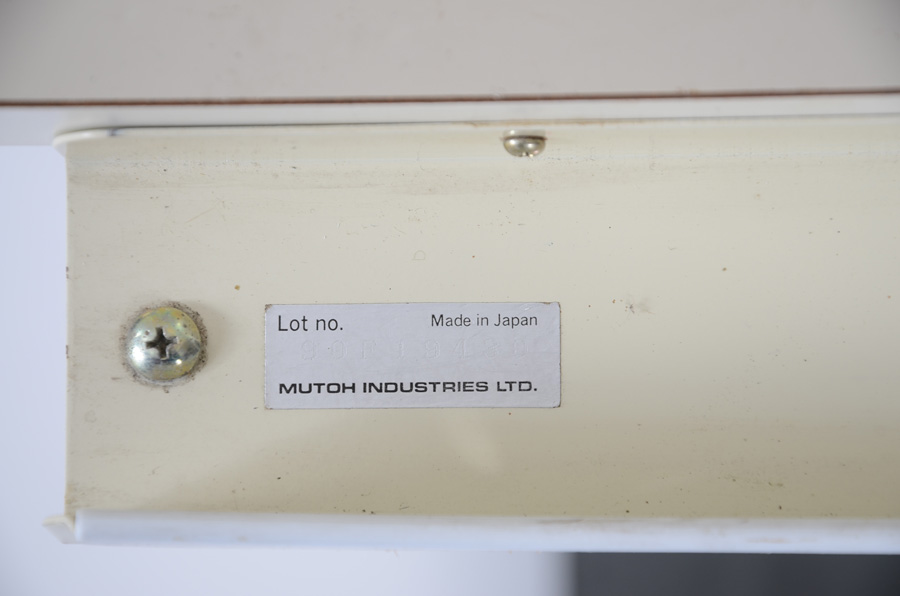 Lot no. Made in Japan
MUTOH INDUSTRIES LTD.